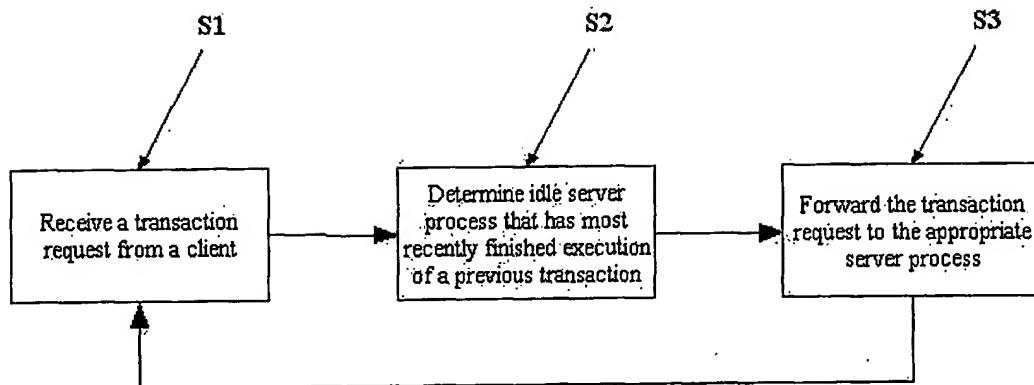 S1
S2
S3
Receive a transaction
request from a client
Determine idle server
process that has most
recently finished execution
of a previous transaction
Forward the transaction
request to the appropriate
server process